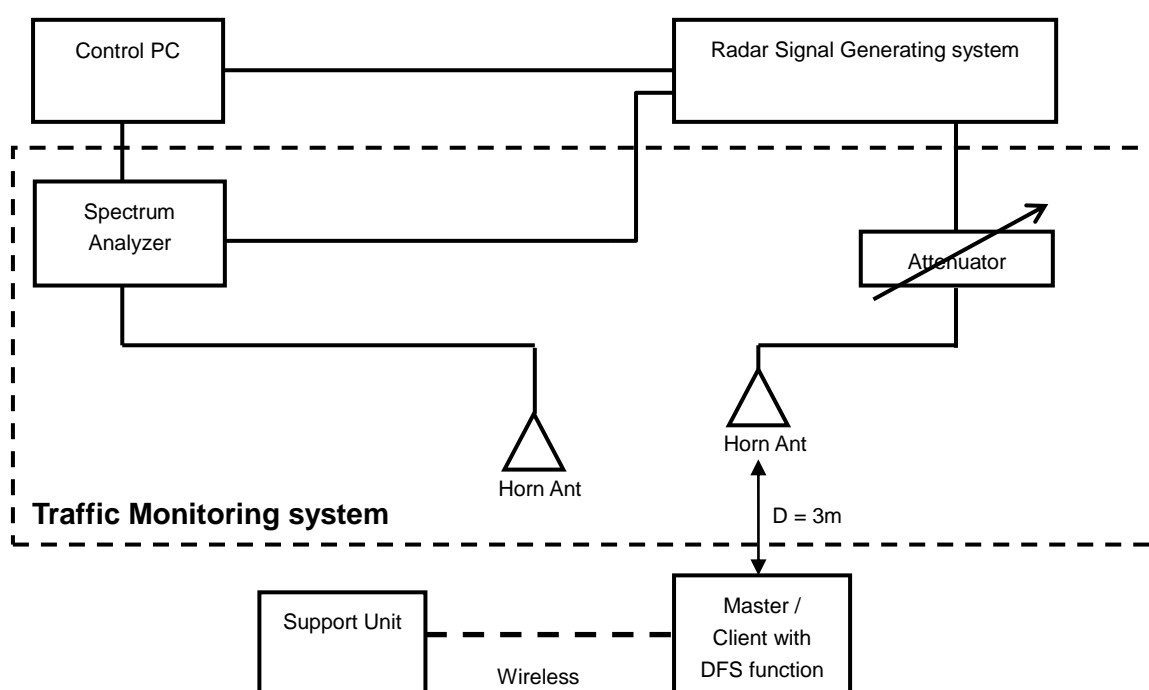 Control PC
Radar Signal Generating system
Spectrum
Analyzer
Attenuator
Horn Ant
Horn Ant
Traffic Monitoring system
D = 3m
Support Unit
Master /
Client with
DFS function
Wireless